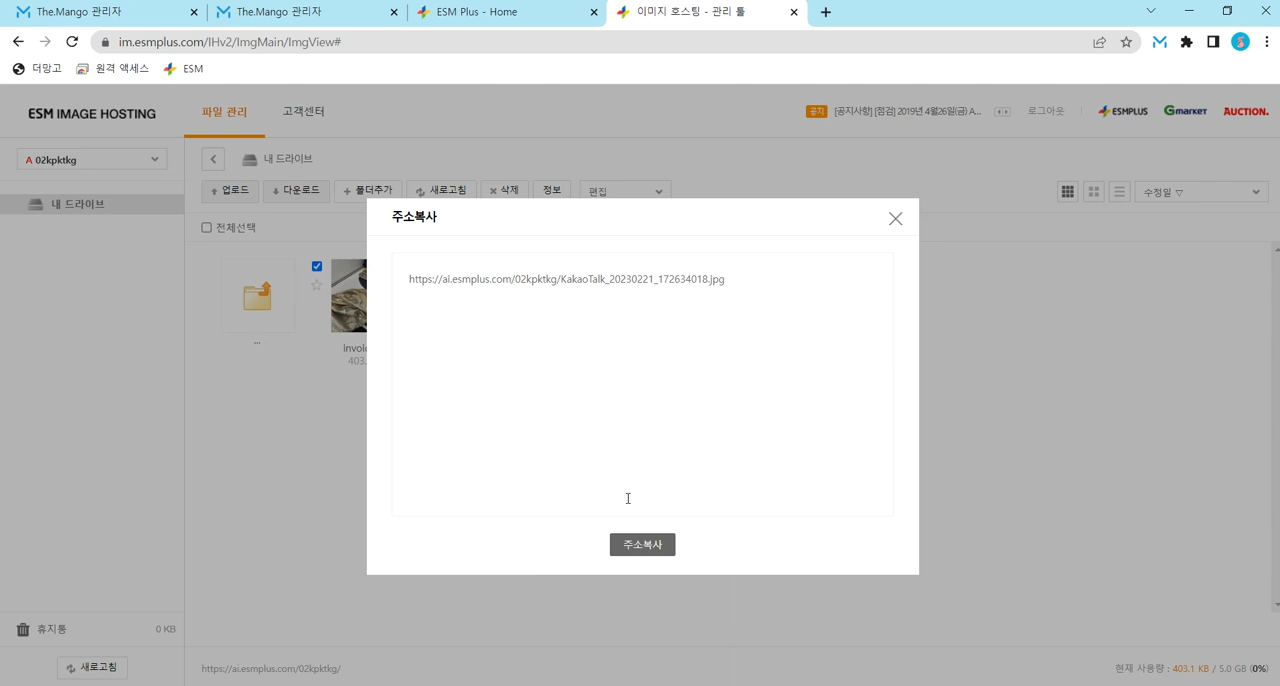 The.Mango 관리자
The.Mango 관리자
ESM Plus - Home
이미지 호스팅 - 관리 툴
im.esmplus.com/IHv2/ImgMain/ImgView#
더망고
원격 액세스
ESM
ESM IMAGE HOSTING
파일 관리
고객센터
공지 [공지사항] [점검] 2019년 4월26일(금) A...
로그아웃
ESMPLUS
Gmarket
AUCTION.
A 02kpktkg
내 드라이브
업로드
다운로드
폴더추가
새로고침
삭제
정보
편집
수정일 ▽
내 드라이브
전체선택
...
invoic
403.
주소복사
https://ai.esmplus.com/02kpktkg/KakaoTalk_20230221_172634018.jpg
주소복사
휴지통
0 KB
새로고침
https://ai.esmplus.com/02kpktkg/
현재 사용량 : 403.1 KB / 5.0 GB (0%)